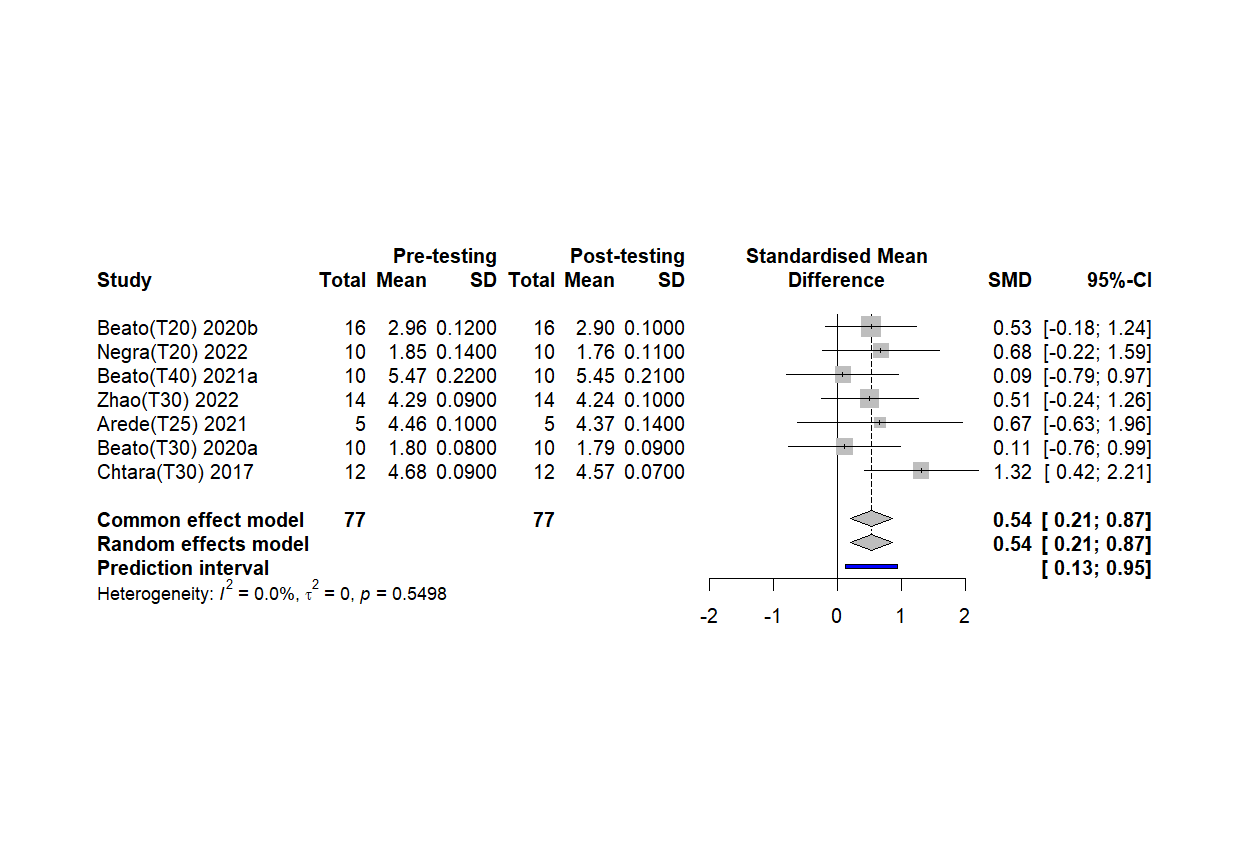 Pre-testing Post-testing Standardised Mean
Study Total Mean SD Total Mean SD Difference SMD 95%-CI
Beato(T20) 2020b 16 2.96 0.1200 16 2.90 0.1000 0.53 [-0.18; 1.24]
Negra(T20) 2022 10 1.85 0.1400 10 1.76 0.1100 0.68 [-0.22; 1.59]
Beato(T40) 2021a 10 5.47 0.2200 10 5.45 0.2100 0.09 [-0.79; 0.97]
Zhao(T30) 2022 14 4.29 0.0900 14 4.24 0.1000 0.51 [-0.24; 1.26]
Arede(T25) 2021 5 4.46 0.1000 5 4.37 0.1400 0.67 [-0.63; 1.96]
Beato(T30) 2020a 10 1.80 0.0800 10 1.79 0.0900 0.11 [-0.76; 0.99]
Chtara(T30) 2017 12 4.68 0.0900 12 4.57 0.0700 1.32 [ 0.42; 2.21]
Common effect model 77 77 0.54 [ 0.21; 0.87]
Random effects model 0.54 [ 0.21; 0.87]
Prediction interval [ 0.13; 0.95]
Heterogeneity: I² = 0.0%, τ² = 0, p = 0.5498
-2 -1 0 1 2